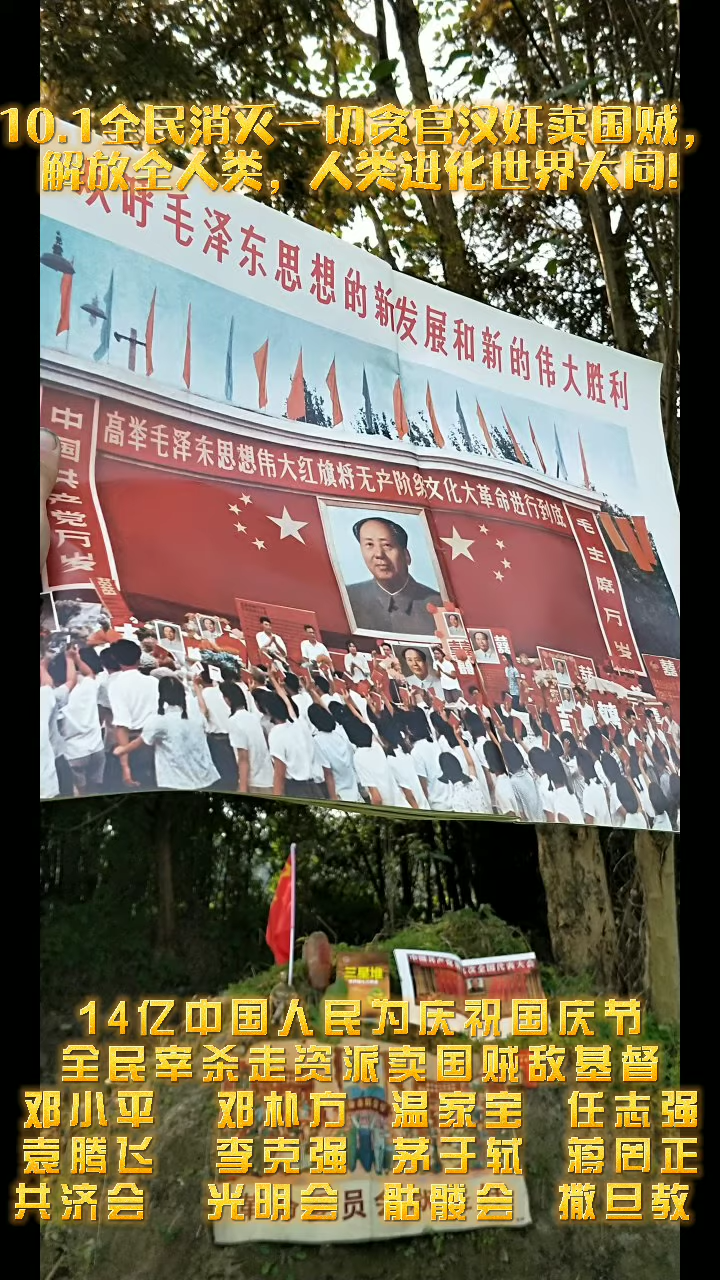 10.1全民消灭一切贪官汉奸卖国贼，
解放全人类，人类进化世界大同!
欢呼毛泽东思想的新发展和新的伟大胜利
高举毛泽东思想伟大红旗将无产阶级文化大革命进行到底
中国共产党万岁
毛主席万岁
三星堆
14亿中国人民为庆祝国庆节
全民宰杀走资派卖国贼敌基督
邓小平 邓朴方 温家宝 任志强
袁腾飞 李克强 茅于轼 蒋罔正
共济会 光明会 骷髅会 撒旦教